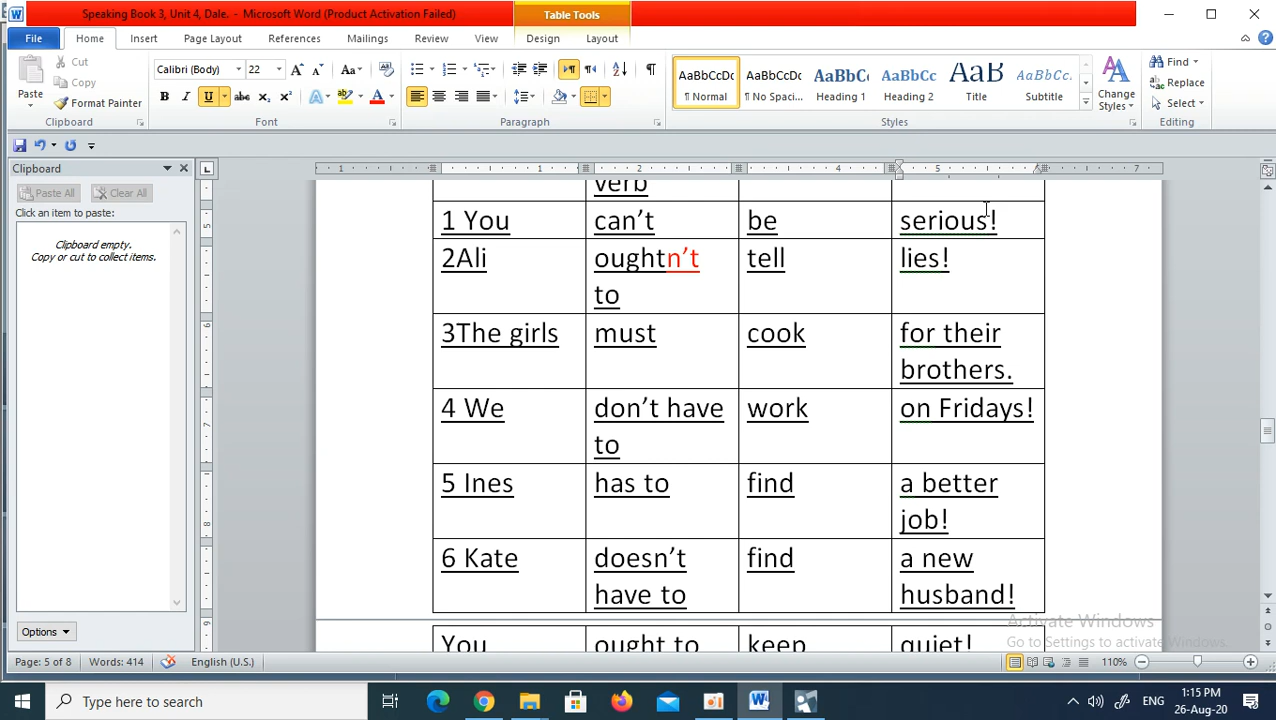 Speaking Book 3, Unit 4, Dale. - Microsoft Word (Product Activation Failed)
Table Tools
File Home Insert Page Layout References Mailings Review View Design Layout
Paste
Cut
Copy
Format Painter
Clipboard
Calibri (Body) 22
Font
Paragraph
AaBbCcDc
¶ Normal
AaBbCcDc
¶ No Spaci...
AaBbC
Heading 1
AaBbCc
Heading 2
AaB
Title
AaBbCc.
Subtitle
Change
Styles
Styles
Find
Replace
Select
Editing
Clipboard
Paste All Clear All
Click an item to paste:
Clipboard empty.
Copy or cut to collect items.
Options
verb
1 You can't be serious!
2Ali oughtn't to tell lies!
3The girls must cook for their brothers.
4 We don't have to work on Fridays!
5 Ines has to find a better job!
6 Kate doesn't have to find a new husband!
You ought to keep quiet!
Activate Windows
Go to Settings to activate Windows.
Page: 5 of 8 Words: 414 English (U.S.) 110%
Type here to search
ENG
1:15 PM
26-Aug-20